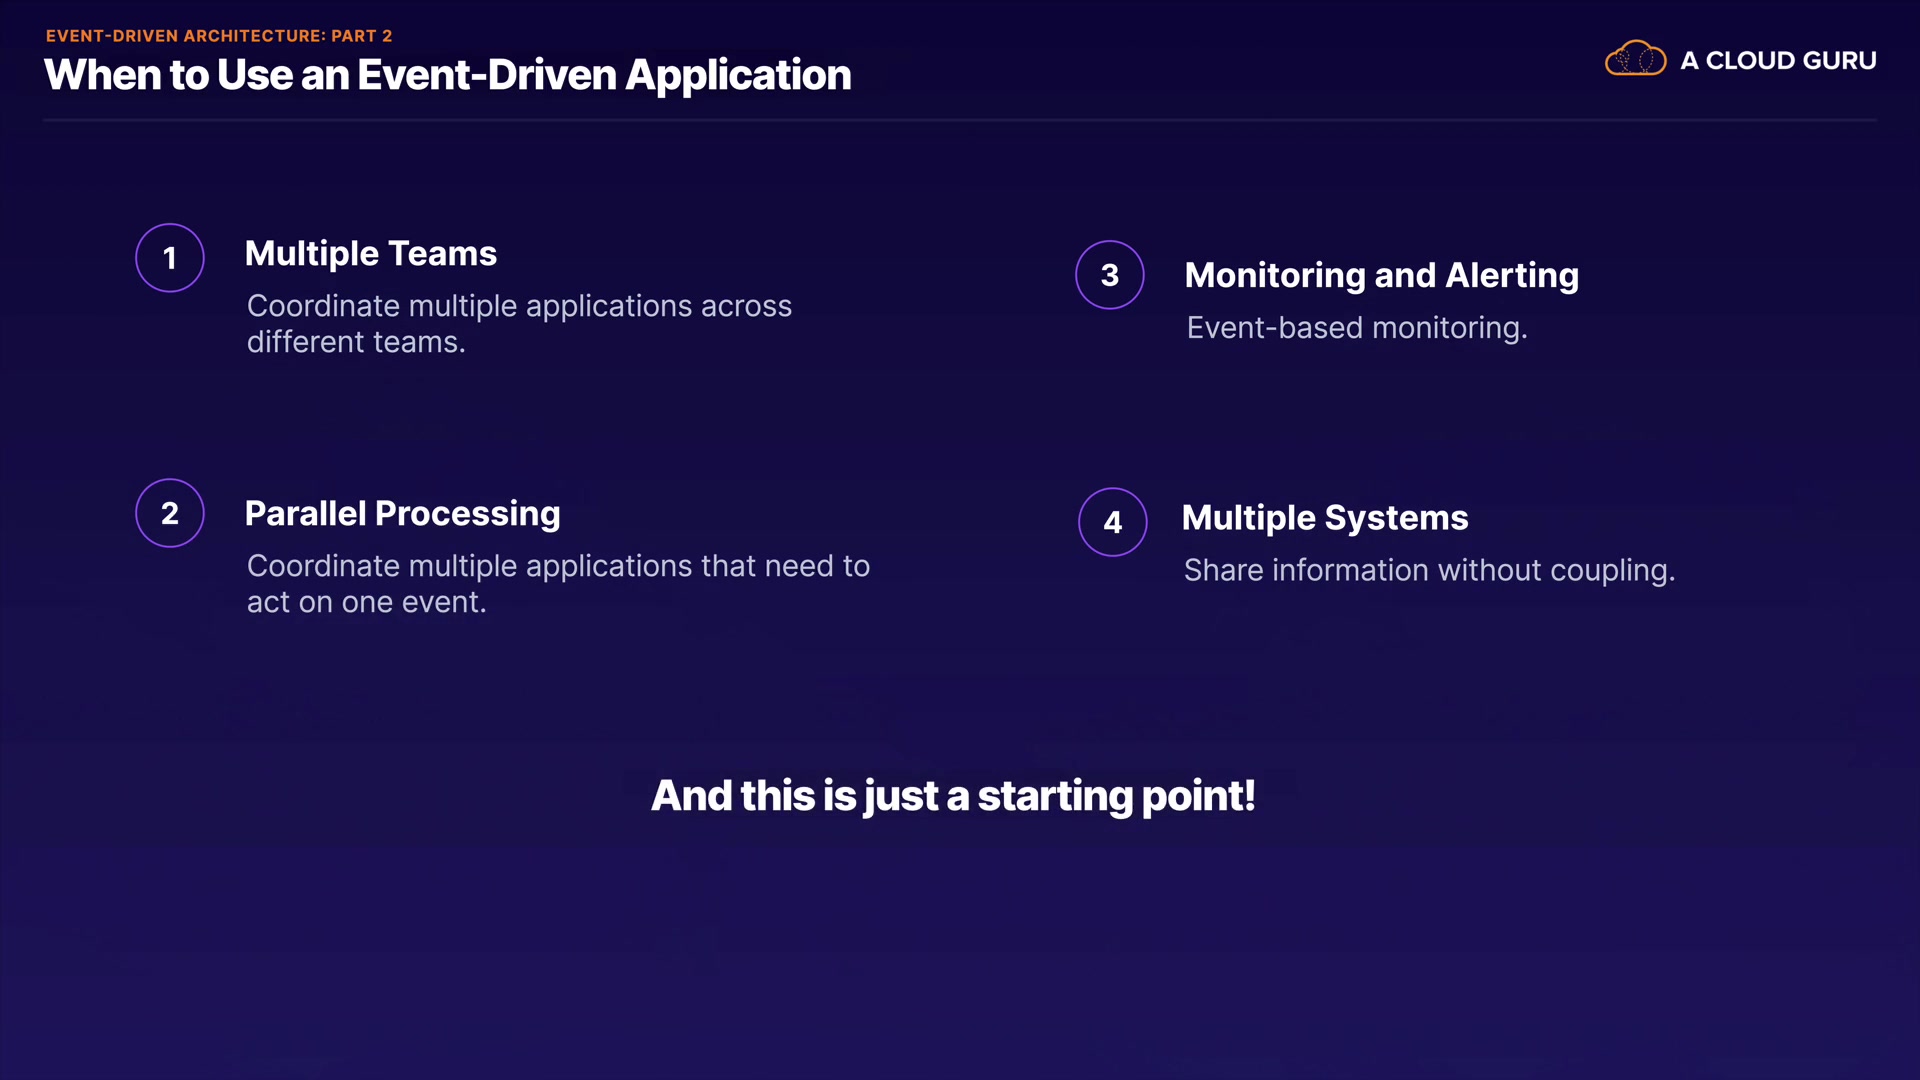 EVENT-DRIVEN ARCHITECTURE: PART 2
When to Use an Event-Driven Application
A CLOUD GURU
1
Multiple Teams
Coordinate multiple applications across
different teams.
2
Parallel Processing
Coordinate multiple applications that need to
act on one event.
3
Monitoring and Alerting
Event-based monitoring.
4
Multiple Systems
Share information without coupling.
And this is just a starting point!